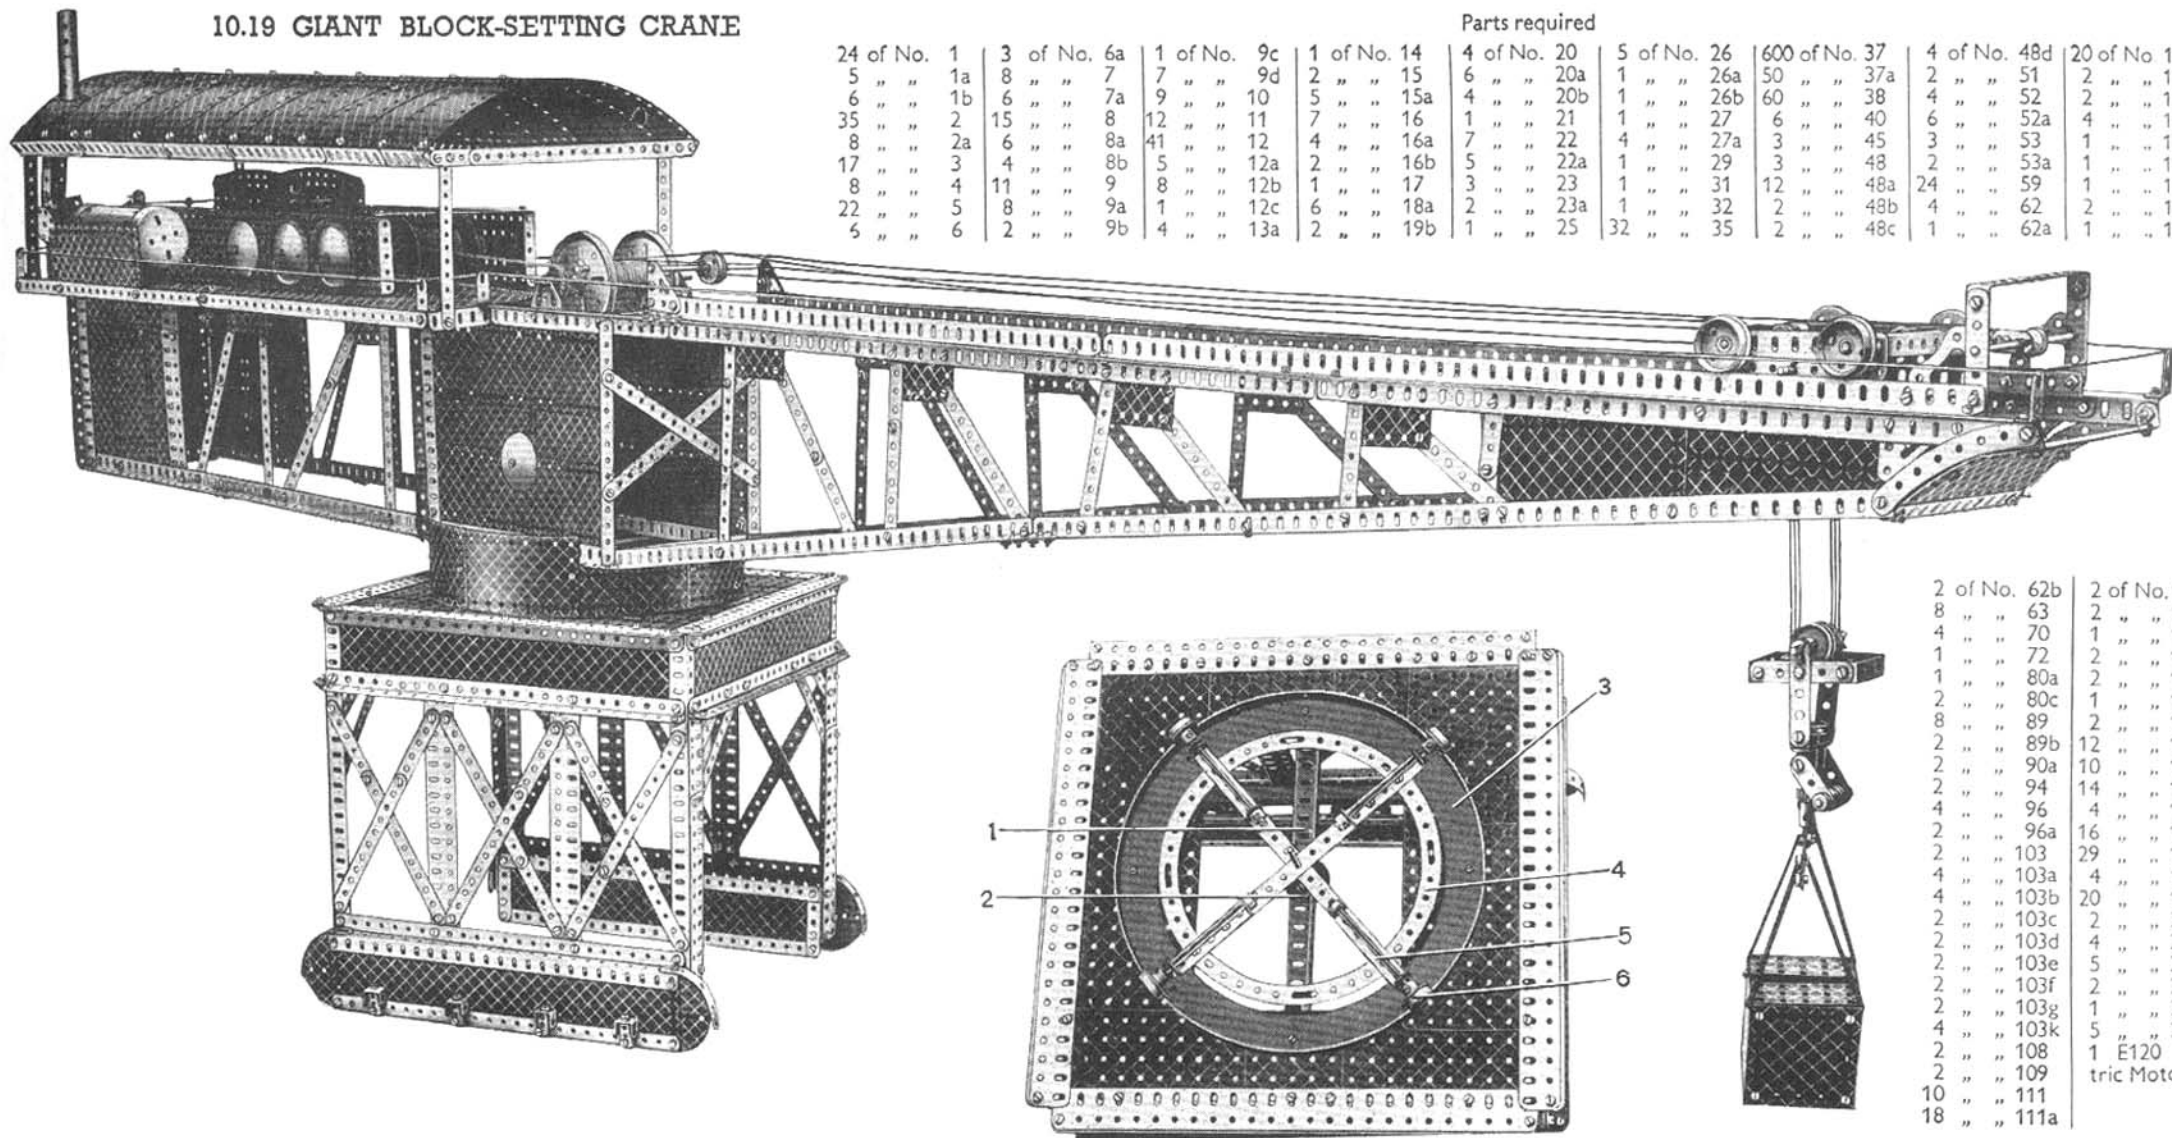 10.19 GIANT BLOCK-SETTING CRANE
Parts required
24 of No. 1 3 of No. 6a 1 of No. 9c 1 of No. 14 4 of No. 20 5 of No. 26 600 of No. 37 4 of No. 48d 20 of No
5 „ „ 1a 8 „ „ 7 7 „ „ 9d 2 „ „ 15 6 „ „ 20a 1 „ „ 26a 50 „ „ 37a 2 „ „ 51 2 „ „
6 „ „ 1b 6 „ „ 7a 9 „ „ 10 5 „ „ 15a 4 „ „ 20b 1 „ „ 26b 60 „ „ 38 4 „ „ 52 2 „ „
35 „ „ 2 15 „ „ 8 12 „ „ 11 7 „ „ 16 1 „ „ 21 1 „ „ 27 6 „ „ 40 6 „ „ 52a 4 „ „
8 „ „ 2a 6 „ „ 8a 41 „ „ 12 4 „ „ 16a 7 „ „ 22 4 „ „ 27a 3 „ „ 45 3 „ „ 53 1 „ „
17 „ „ 3 4 „ „ 8b 5 „ „ 12a 2 „ „ 16b 5 „ „ 22a 1 „ „ 29 3 „ „ 48 2 „ „ 53a 1 „ „
8 „ „ 4 11 „ „ 9 8 „ „ 12b 1 „ „ 17 3 „ „ 23 1 „ „ 31 12 „ „ 48a 24 „ „ 59 1 „ „
22 „ „ 5 8 „ „ 9a 1 „ „ 12c 6 „ „ 18a 2 „ „ 23a 1 „ „ 32 2 „ „ 48b 4 „ „ 62 2 „ „
6 „ „ 6 2 „ „ 9b 4 „ „ 13a 2 „ „ 19b 1 „ „ 25 32 „ „ 35 2 „ „ 48c 1 „ „ 62a 1 „ „
2 of No. 62b 2 of No.
8 „ „ 63 2 „ „
4 „ „ 70 1 „ „
1 „ „ 72 2 „ „
1 „ „ 80a 2 „ „
2 „ „ 80c 1 „ „
8 „ „ 89 2 „ „
2 „ „ 89b 12 „ „
2 „ „ 90a 10 „ „
2 „ „ 94 14 „ „
4 „ „ 96 4 „ „
2 „ „ 96a 16 „ „
2 „ „ 103 29 „ „
4 „ „ 103a 4 „ „
4 „ „ 103b 20 „ „
2 „ „ 103c 2 „ „
2 „ „ 103d 4 „ „
2 „ „ 103e 5 „ „
2 „ „ 103f 2 „ „
2 „ „ 103g 1 „ „
4 „ „ 103k 5 „ „
2 „ „ 108 1 E120
2 „ „ 109 tric
10 „ „ 111
18 „ „ 111a
3
1
4
2
5
6